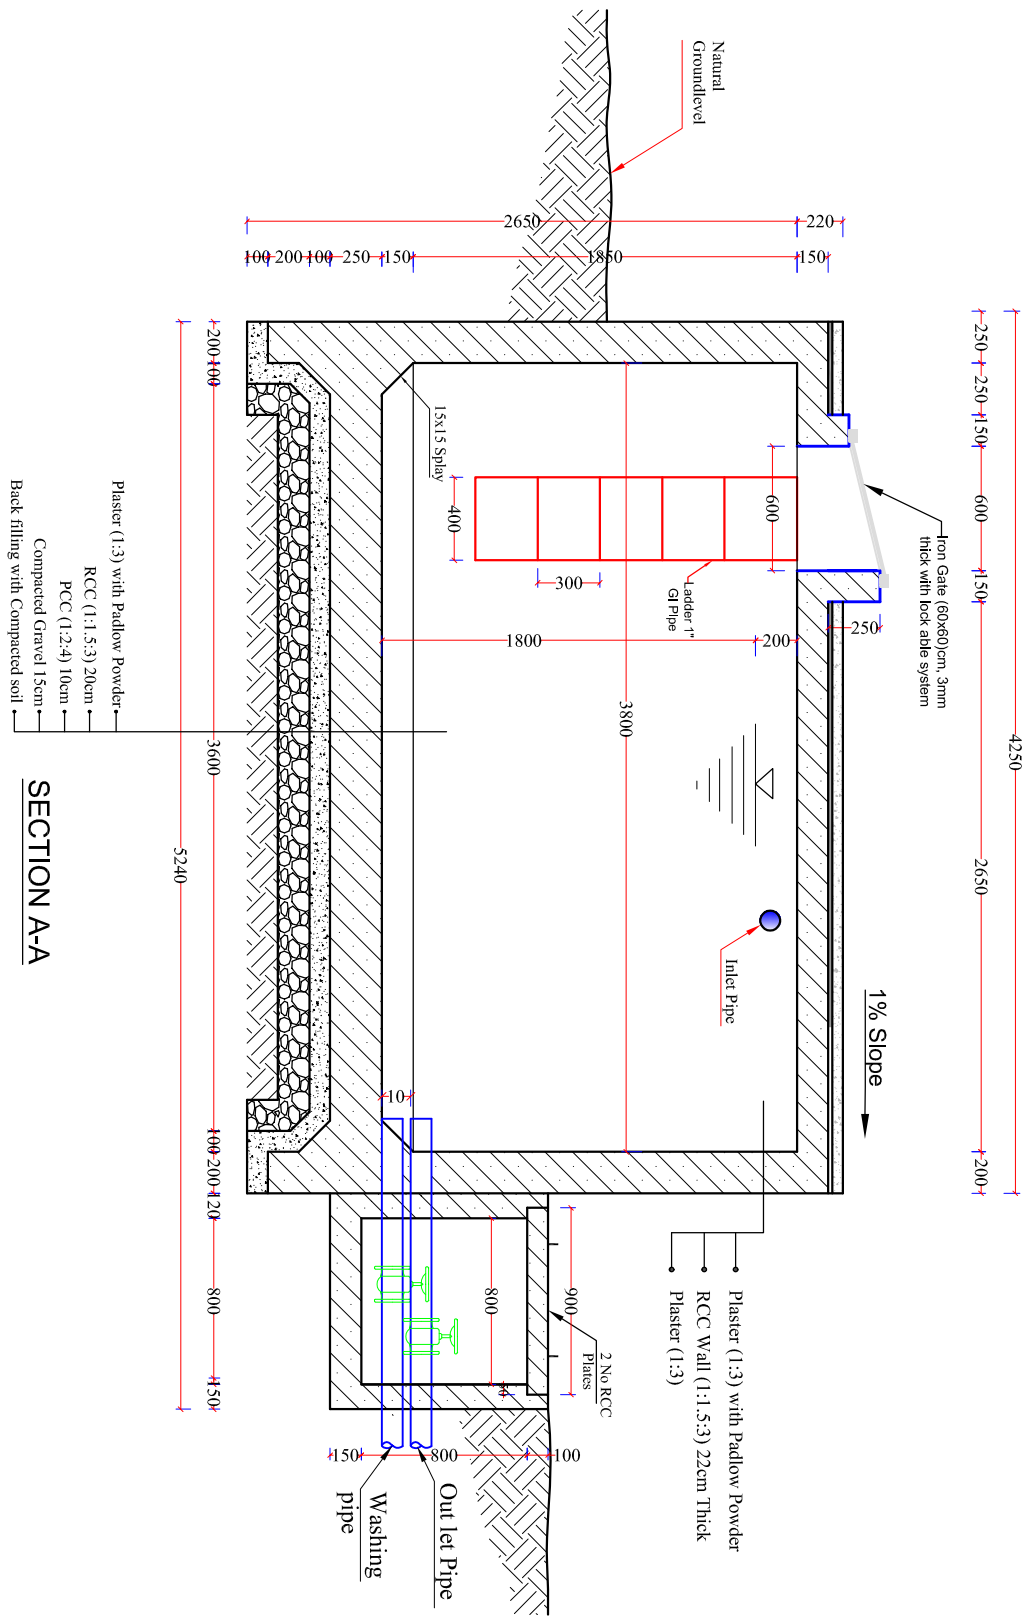 4250
250
250
150
600
150
2650
200
1% Slope
Iron Gate (60x60)cm, 3mm
thick with lock able system
250
220
150
2650
1850
150
250
100
200
100
Natural
Groundlevel
600
Ladder 1"
GI Pipe
400
300
200
1800
3800
15x15 Splay
Inlet Pipe
10
Plaster (1:3) with Padlow Powder
RCC Wall (1:1.5:3) 22cm Thick
Plaster (1:3)
900
2 No RCC
Plates
800
50
100
800
150
Out let Pipe
Washing
pipe
200
100
3600
100
200
120
800
150
5240
Plaster (1:3) with Padlow Powder
RCC (1:1.5:3) 20cm
PCC (1:2:4) 10cm
Compacted Gravel 15cm
Back filling with Compacted soil
SECTION A-A